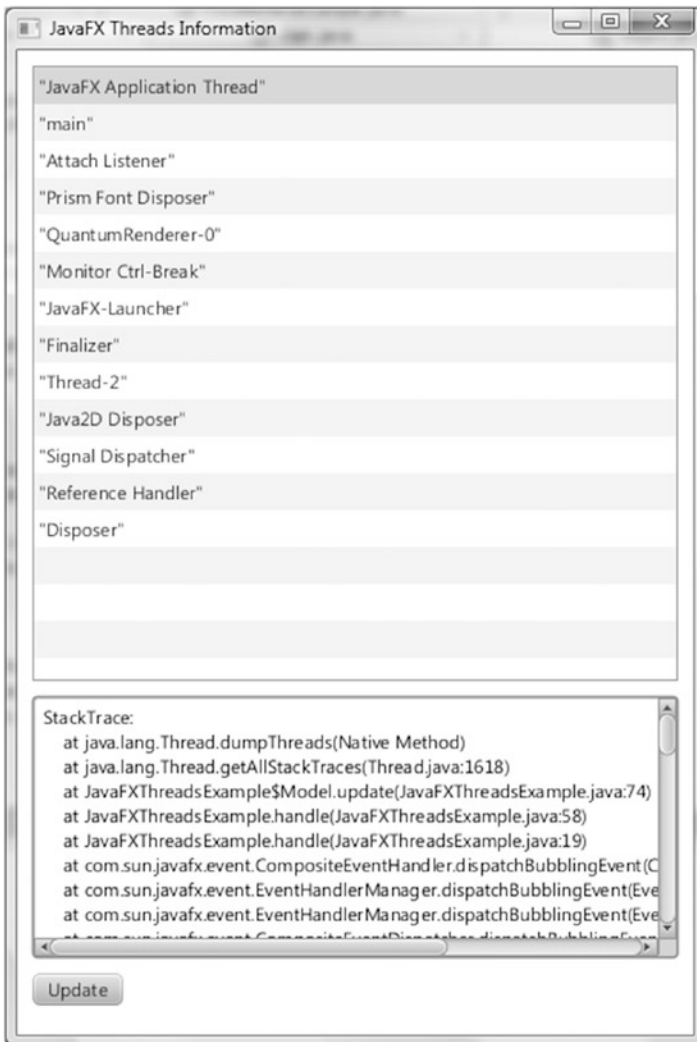 JavaFX Threads Information
"JavaFX Application Thread"
"main"
"Attach Listener"
"Prism Font Disposer"
"QuantumRenderer-0"
"Monitor Ctrl-Break"
"JavaFX-Launcher"
"Finalizer"
"Thread-2"
"Java2D Disposer"
"Signal Dispatcher"
"Reference Handler"
"Disposer"
StackTrace:
at java.lang.Thread.dumpThreads(Native Method)
at java.lang.Thread.getAllStackTraces(Thread.java:1618)
at JavaFXThreadsExample$Model.update(JavaFXThreadsExample.java:74)
at JavaFXThreadsExample.handle(JavaFXThreadsExample.java:58)
at JavaFXThreadsExample.handle(JavaFXThreadsExample.java:19)
at com.sun.javafx.event.CompositeEventHandler.dispatchBubblingEvent(C
at com.sun.javafx.event.EventHandlerManager.dispatchBubblingEvent(Eve
at com.sun.javafx.event.EventHandlerManager.dispatchBubblingEvent(Eve
Update